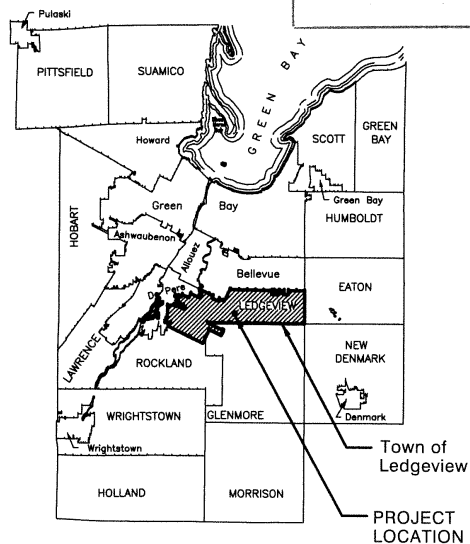 Pulaski
PITTSFIELD
SUAMICO
GREEN BAY
SCOTT
GREEN
BAY
Howard
Green Bay
HUMBOLDT
HOBART
Green Bay
Ashwaubenon
Allouez
Bellevue
EATON
De Pere
LEDGEVIEW
LAWRENCE
ROCKLAND
NEW
DENMARK
Denmark
WRIGHTSTOWN
GLENMORE
Wrightstown
Town of
Ledgeview
HOLLAND
MORRISON
PROJECT
LOCATION